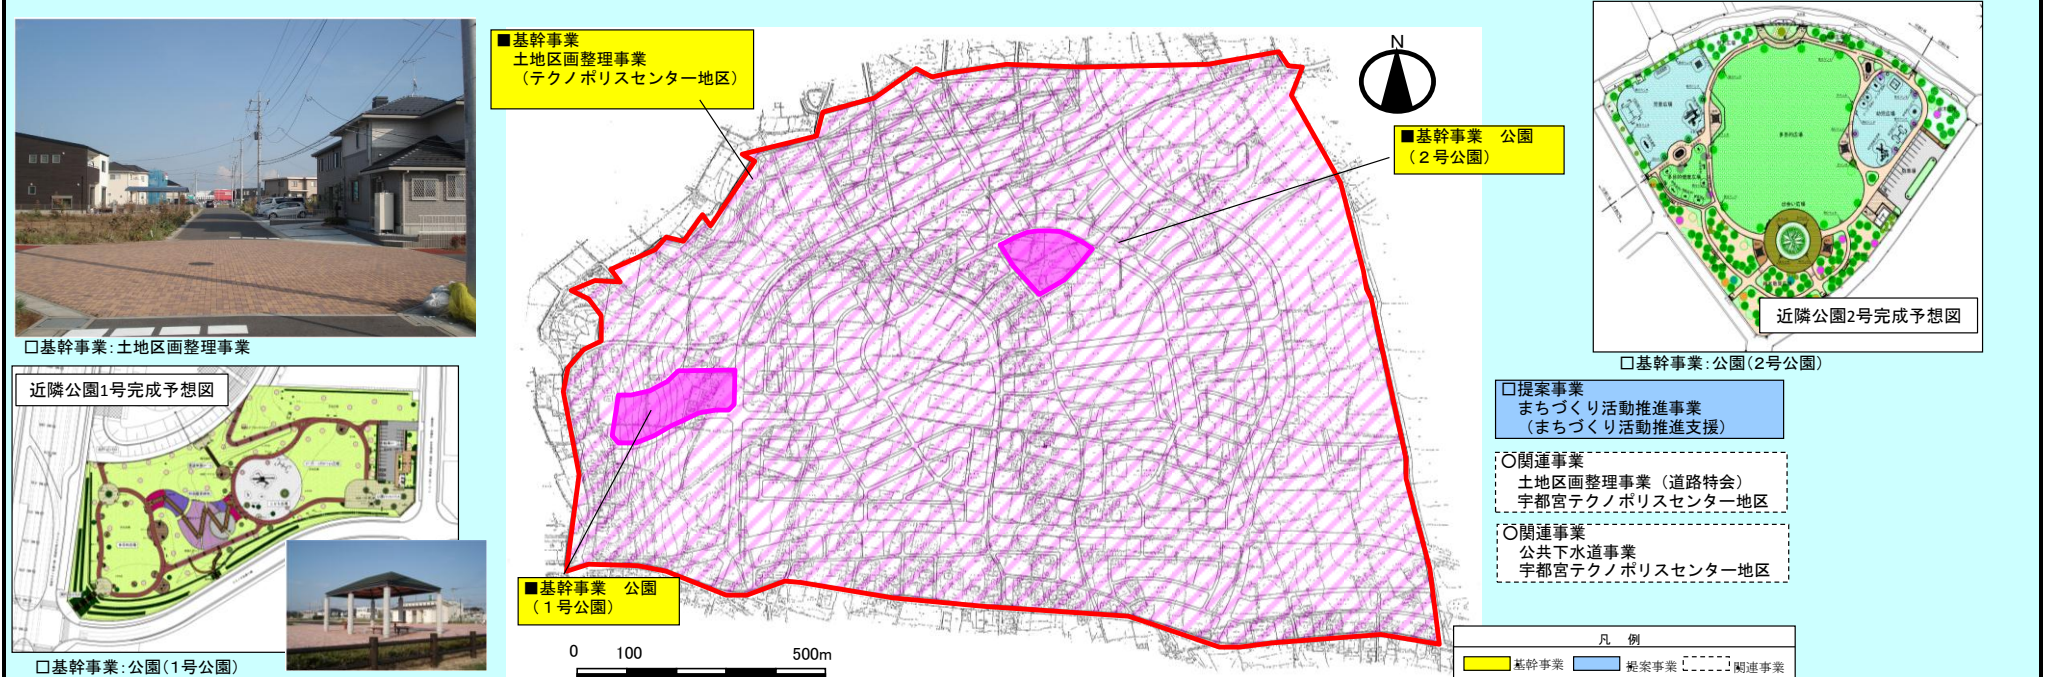 ■基幹事業
土地区画整理事業
（テクノポリスセンター地区）
N
■基幹事業　公園
（２号公園）
近隣公園2号完成予想図
□基幹事業：公園（2号公園）
□基幹事業：土地区画整理事業
近隣公園1号完成予想図
□基幹事業：公園（1号公園）
■基幹事業　公園
（１号公園）
0 100 500m
□提案事業
まちづくり活動推進事業
（まちづくり活動推進支援）
○関連事業
土地区画整理事業（道路特会）
宇都宮テクノポリスセンター地区
○関連事業
公共下水道事業
宇都宮テクノポリスセンター地区
凡　例
基幹事業 提案事業 関連事業